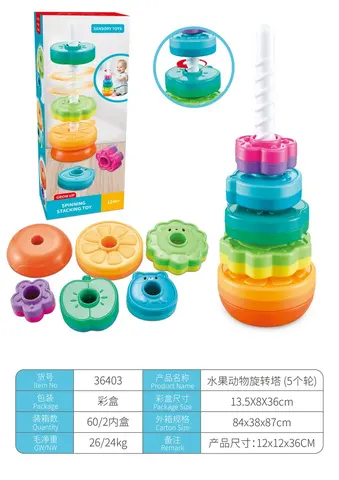 SENSORY TOYS
GROW UP
SPINNING
STACKING TOY
12M+
货号 36403 产品名称 水果动物旋转塔 (5个轮)
Item No Product Name
包装 彩盒 彩盒尺寸 13.5X8X36cm
Package Package Size
装箱数 60/2内盒 外箱规格 84x38x87cm
Quantity Carton Size
毛净重 26/24kg 备注 产品尺寸:12x12x36CM
GW/NW Remark